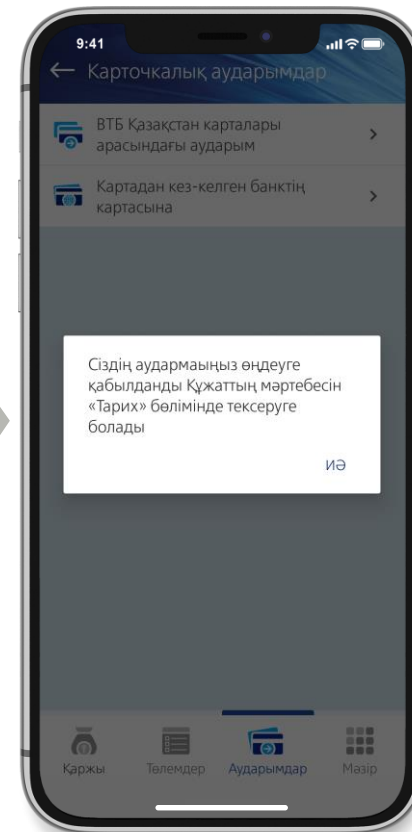 9:41
Карточкалық аударымдар
ВТБ Қазақстан карталары
арасындағы аударым
Картадан кез-келген банктің
картасына
Сіздің аудармаыңыз өңдеуге
қабылданды Құжаттың мәртебесін
«Тарих» бөлімінде тексеруге
болады
ИӘ
Қаржы Төлемдер Аударымдар Мәзір